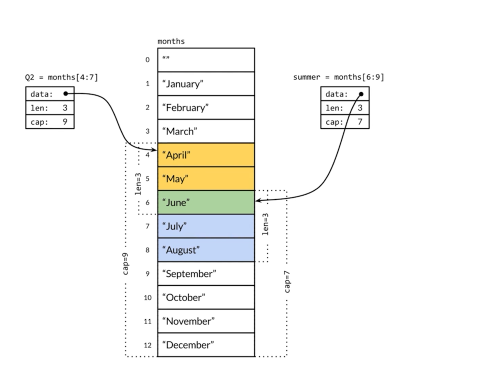 months
Q2 = months[4:7]
data:
len: 3
cap: 9
summer = months[6:9]
data:
len: 3
cap: 7
0 ""
1 "January"
2 "February"
3 "March"
4 "April"
5 "May"
6 "June"
7 "July"
8 "August"
9 "September"
10 "October"
11 "November"
12 "December"
len=3
cap=9
len=3
cap=7